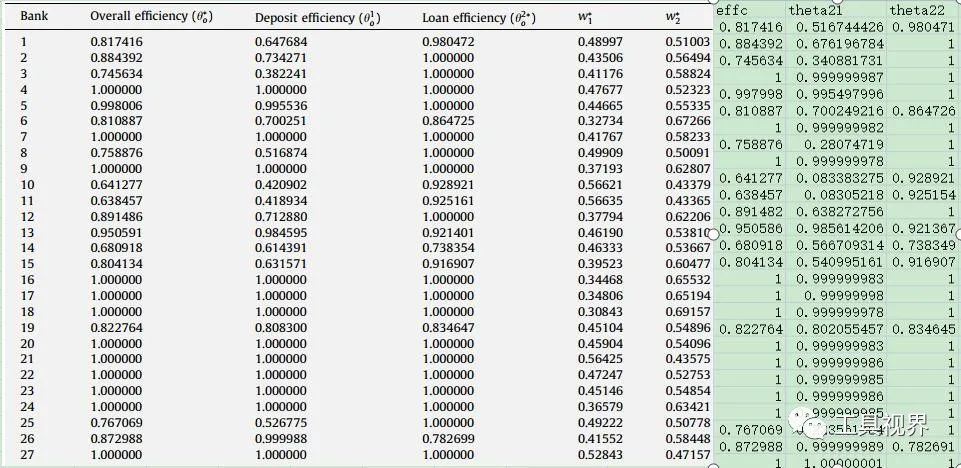 Bank Overall efficiency (θ*o) Deposit efficiency (θ1o) Loan efficiency (θ2*o) w*1 w*2 effc theta21 theta22
1 0.817416 0.647684 0.980472 0.48997 0.51003 0.817416 0.516744426 0.980471
2 0.884392 0.734271 1.000000 0.43506 0.56494 0.884392 0.676196784 1
3 0.745634 0.382241 1.000000 0.41176 0.58824 0.745634 0.340881731 1
4 1.000000 1.000000 1.000000 0.47677 0.52323 1 0.999999987 1
5 0.998006 0.995536 1.000000 0.44665 0.55335 0.997998 0.995497996 1
6 0.810887 0.700251 0.864725 0.32734 0.67266 0.810887 0.700249216 0.864726
7 1.000000 1.000000 1.000000 0.41767 0.58233 1 0.999999982 1
8 0.758876 0.516874 1.000000 0.49909 0.50091 0.758876 0.28074719 1
9 1.000000 1.000000 1.000000 0.37193 0.62807 1 0.999999978 1
10 0.641277 0.420902 0.928921 0.56621 0.43379 0.641277 0.083383275 0.928921
11 0.638457 0.418934 0.925161 0.56635 0.43365 0.638457 0.08305218 0.925154
12 0.891486 0.712880 1.000000 0.37794 0.62206 0.891482 0.638272756 1
13 0.950591 0.984595 0.921401 0.46190 0.53810 0.950586 0.985614206 0.921367
14 0.680918 0.614391 0.738354 0.46333 0.53667 0.680918 0.566709314 0.738349
15 0.804134 0.631571 0.916907 0.39523 0.60477 0.804134 0.540995161 0.916907
16 1.000000 1.000000 1.000000 0.34468 0.65532 1 0.999999983 1
17 1.000000 1.000000 1.000000 0.34806 0.65194 1 0.99999998 1
18 1.000000 1.000000 1.000000 0.30843 0.69157 1 0.999999978 1
19 0.822764 0.808300 0.834647 0.45104 0.54896 0.822764 0.802055457 0.834645
20 1.000000 1.000000 1.000000 0.45904 0.54096 1 0.999999983 1
21 1.000000 1.000000 1.000000 0.56425 0.43575 1 0.999999986 1
22 1.000000 1.000000 1.000000 0.47247 0.52753 1 0.999999985 1
23 1.000000 1.000000 1.000000 0.45146 0.54854 1 0.999999986 1
24 1.000000 1.000000 1.000000 0.36579 0.63421 1 1
25 0.767069 0.526775 1.000000 0.49222 0.50778 0.767069 1
26 0.872988 0.999988 0.782699 0.41552 0.58448 0.872988 0.999999989 0.782691
27 1.000000 1.000000 1.000000 0.52843 0.47157 1 1.00000001 1
工具视界